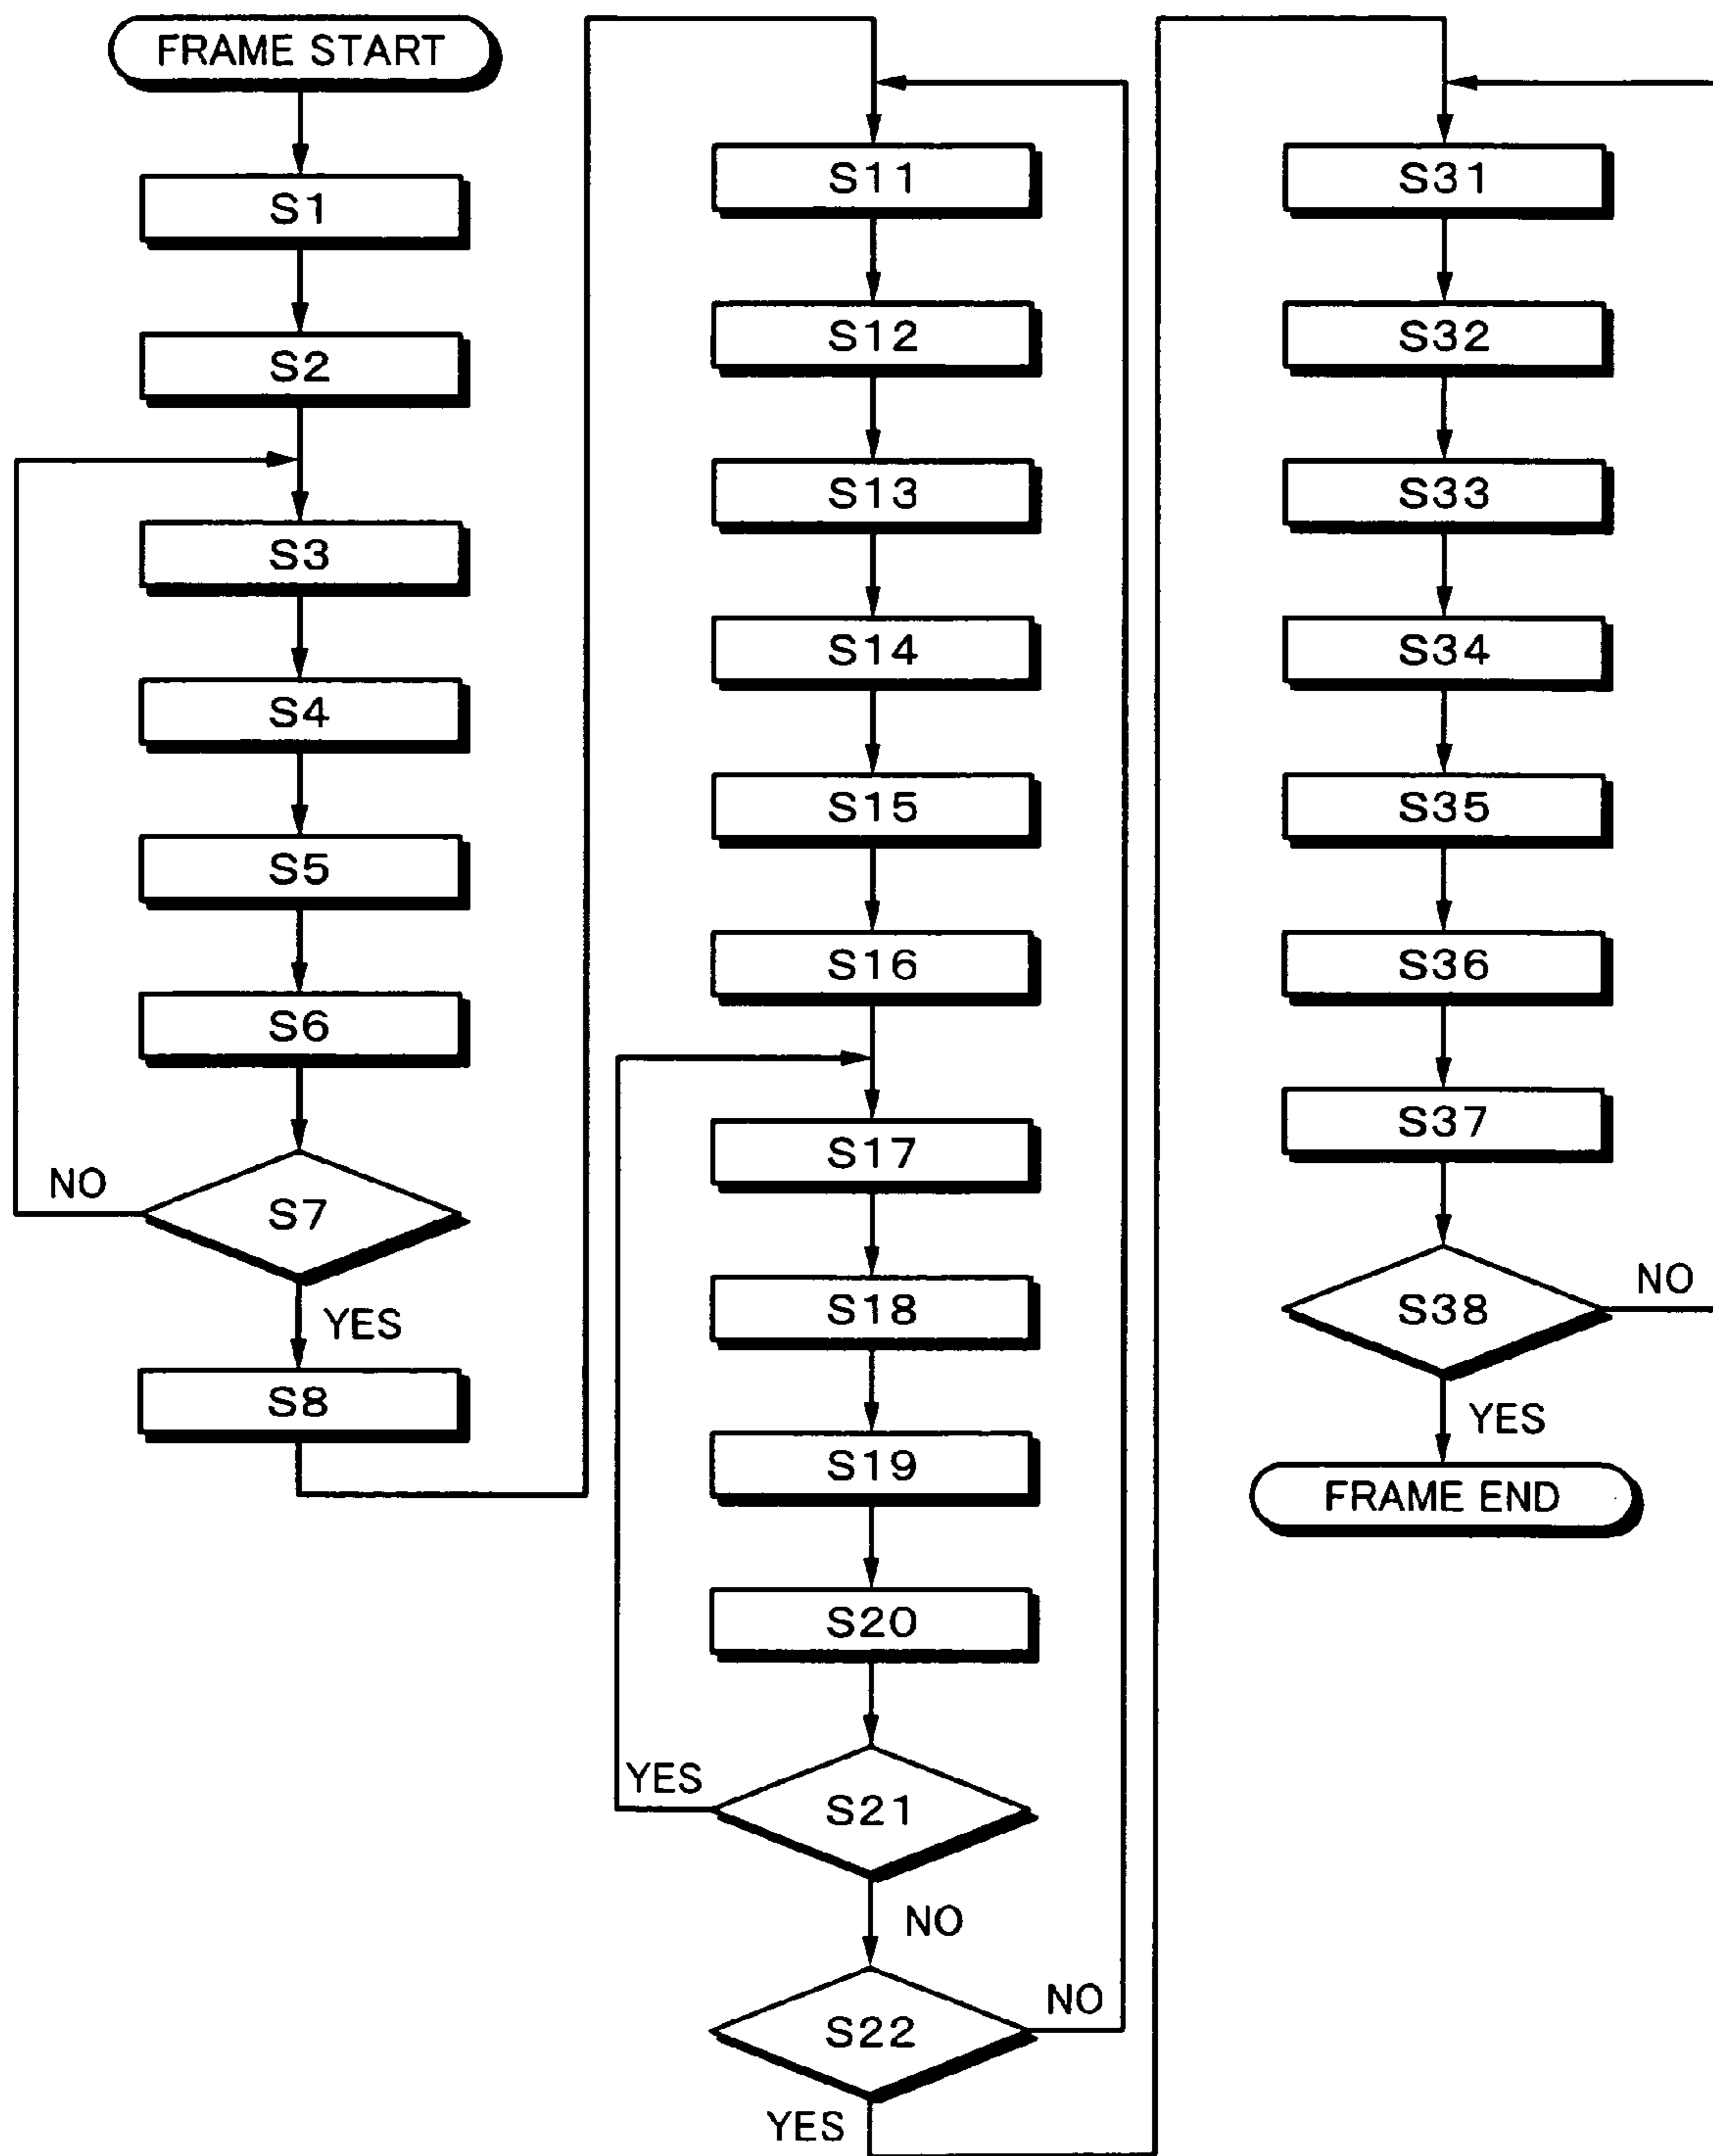 FRAME START
S1
S2
S3
S4
S5
S6
NO
S7
YES
S8
S11
S12
S13
S14
S15
S16
S17
S18
S19
S20
YES
S21
NO
S22
NO
YES
S31
S32
S33
S34
S35
S36
S37
S38
NO
YES
FRAME END